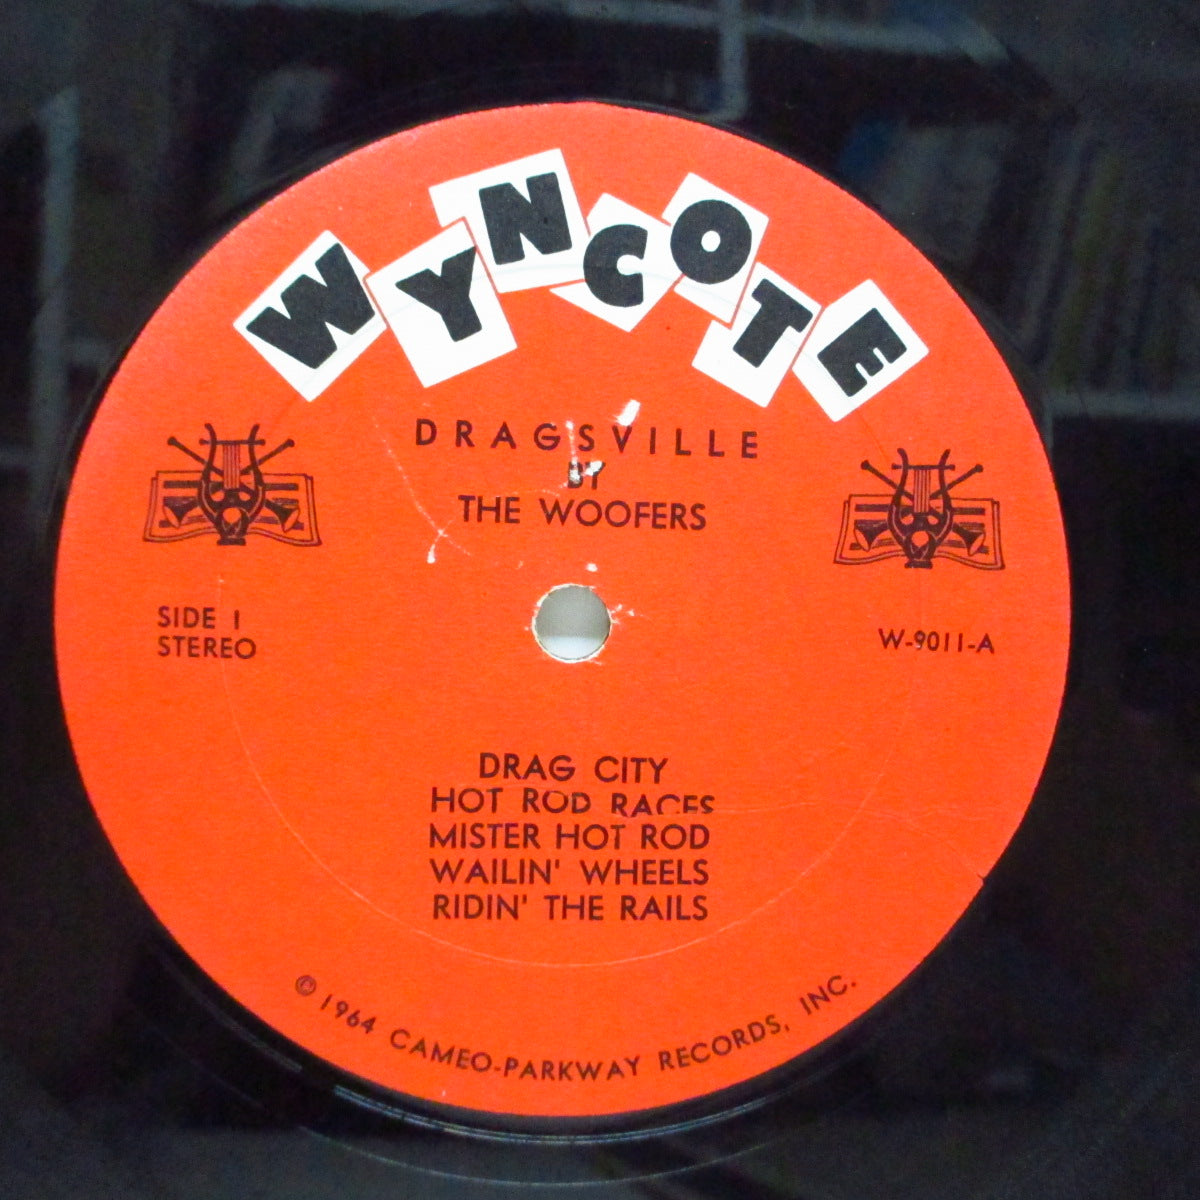 WYNCOTE
DRAGSVILLE
BY
THE WOOFERS
SIDE 1
STEREO
W-9011-A
DRAG CITY
HOT ROD RACES
MISTER HOT ROD
WAILIN' WHEELS
RIDIN' THE RAILS
© 1964 CAMEO-PARKWAY RECORDS, INC.